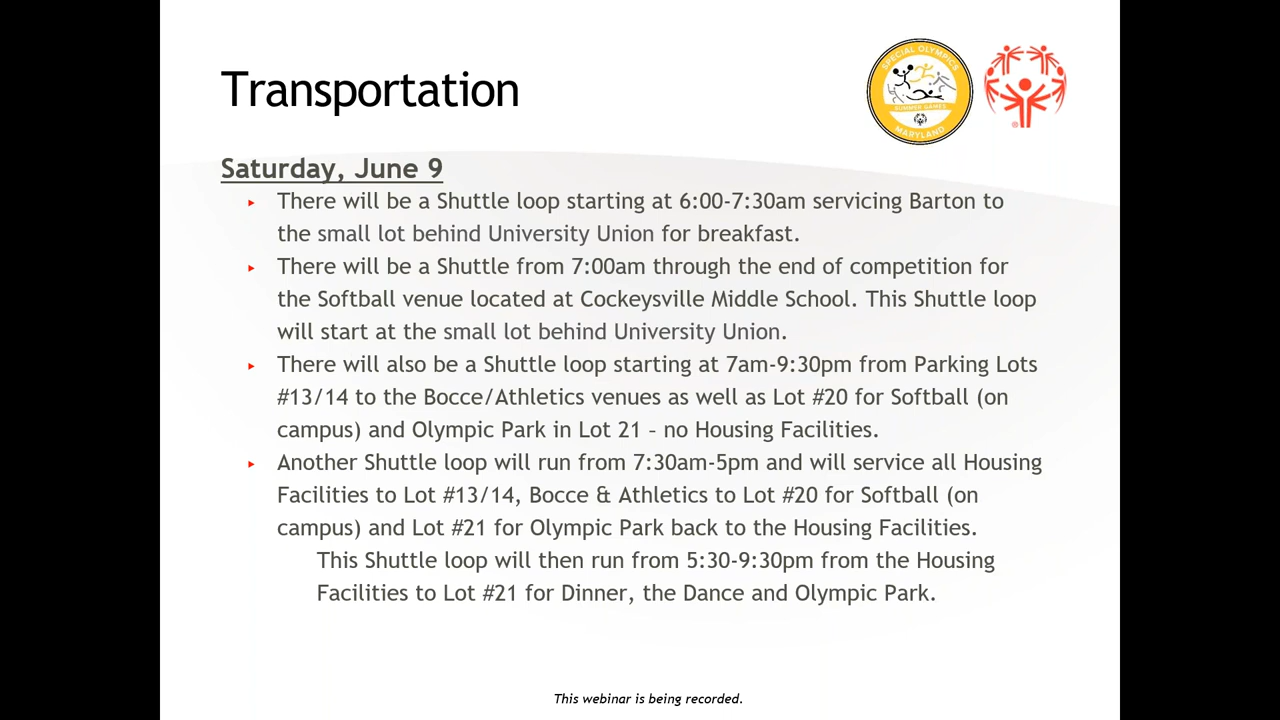 Transportation
SPECIAL OLYMPICS
SUMMER GAMES
MARYLAND
Saturday, June 9
There will be a Shuttle loop starting at 6:00-7:30am servicing Barton to
the small lot behind University Union for breakfast.
There will be a Shuttle from 7:00am through the end of competition for
the Softball venue located at Cockeysville Middle School. This Shuttle loop
will start at the small lot behind University Union.
There will also be a Shuttle loop starting at 7am-9:30pm from Parking Lots
#13/14 to the Bocce/Athletics venues as well as Lot #20 for Softball (on
campus) and Olympic Park in Lot 21 – no Housing Facilities.
Another Shuttle loop will run from 7:30am-5pm and will service all Housing
Facilities to Lot #13/14, Bocce & Athletics to Lot #20 for Softball (on
campus) and Lot #21 for Olympic Park back to the Housing Facilities.
This Shuttle loop will then run from 5:30-9:30pm from the Housing
Facilities to Lot #21 for Dinner, the Dance and Olympic Park.
This webinar is being recorded.